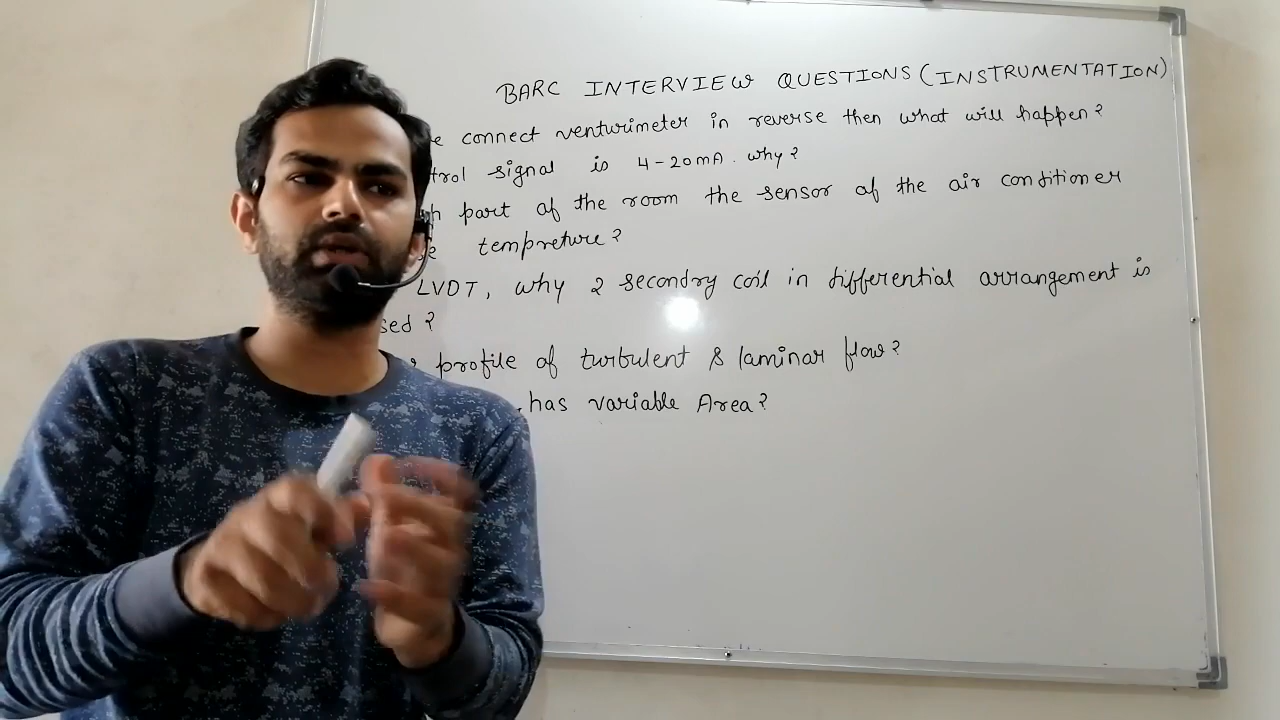 BARC INTERVIEW QUESTIONS (INSTRUMENTATION)
connect venturimeter in reverse then what will happen?
signal is 4-20mA. why?
part of the room the sensor of the air conditioner
tempreture?
LVDT, why 2 secondry coil in differential arrangement is
sed?
profile of turbulent & laminar flow?
has variable Area?